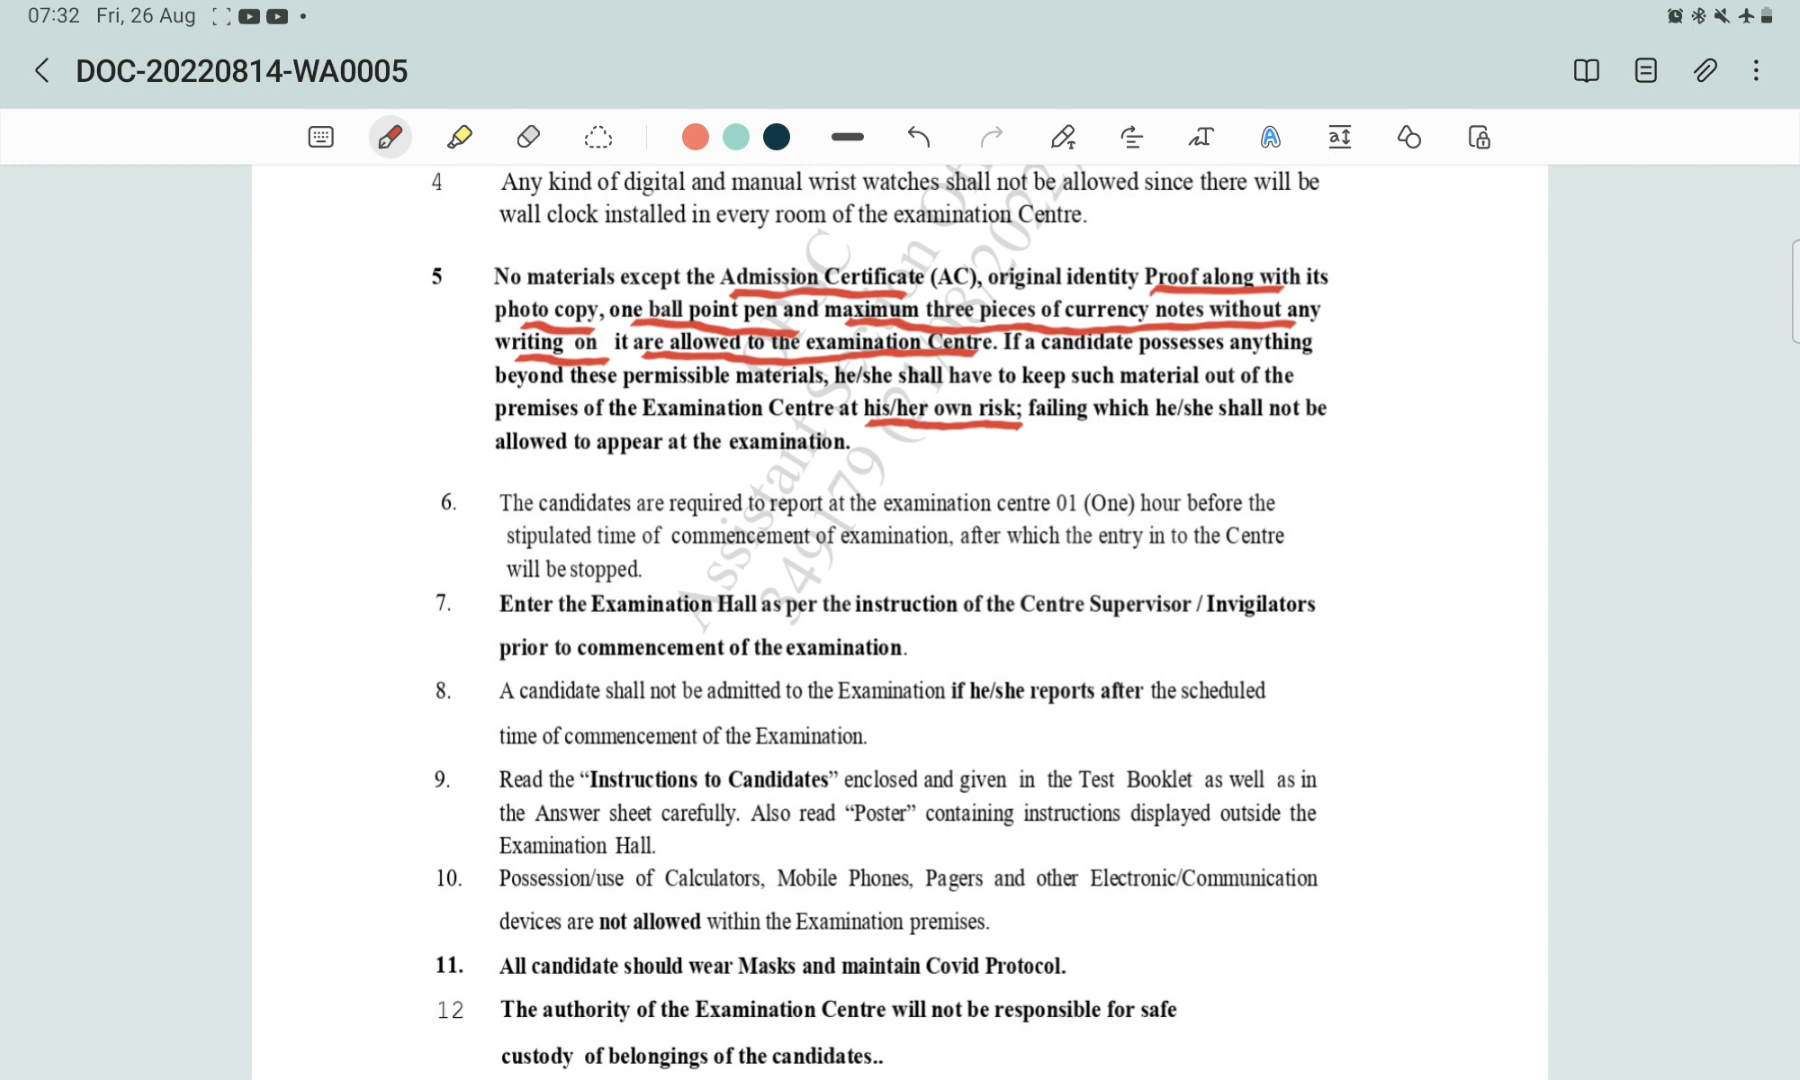 07:32 Fri, 26 Aug
DOC-20220814-WA0005
4 Any kind of digital and manual wrist watches shall not be allowed since there will be
wall clock installed in every room of the examination Centre.
5 No materials except the Admission Certificate (AC), original identity Proof along with its
photo copy, one ball point pen and maximum three pieces of currency notes without any
writing on it are allowed to the examination Centre. If a candidate possesses anything
beyond these permissible materials, he/she shall have to keep such material out of the
premises of the Examination Centre at his/her own risk; failing which he/she shall not be
allowed to appear at the examination.
6. The candidates are required to report at the examination centre 01 (One) hour before the
stipulated time of commencement of examination, after which the entry in to the Centre
will be stopped.
7. Enter the Examination Hall as per the instruction of the Centre Supervisor / Invigilators
prior to commencement of the examination.
8. A candidate shall not be admitted to the Examination if he/she reports after the scheduled
time of commencement of the Examination.
9. Read the “Instructions to Candidates” enclosed and given in the Test Booklet as well as in
the Answer sheet carefully. Also read “Poster” containing instructions displayed outside the
Examination Hall.
10. Possession/use of Calculators, Mobile Phones, Pagers and other Electronic/Communication
devices are not allowed within the Examination premises.
11. All candidate should wear Masks and maintain Covid Protocol.
12 The authority of the Examination Centre will not be responsible for safe
custody of belongings of the candidates..